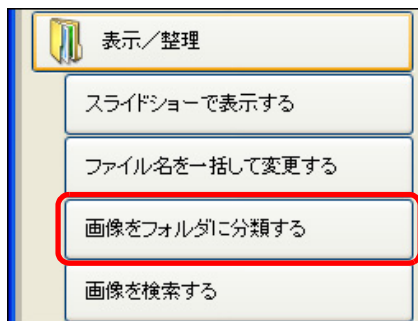 表示／整理
スライドショーで表示する
ファイル名を一括して変更する
画像をフォルダに分類する
画像を検索する